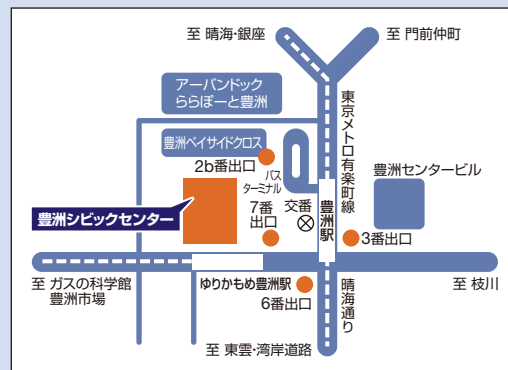 至 晴海・銀座
至 門前仲町
アーバンドック
ららぽーと豊洲
東京メトロ有楽町線
豊洲ベイサイドクロス
2b番出口
バス
ターミナル
豊洲センタービル
豊洲シビックセンター
7番
出口
交番
豊洲駅
3番出口
至 ガスの科学館
豊洲市場
ゆりかもめ豊洲駅
6番出口
晴海通り
至 枝川
至 東雲・湾岸道路